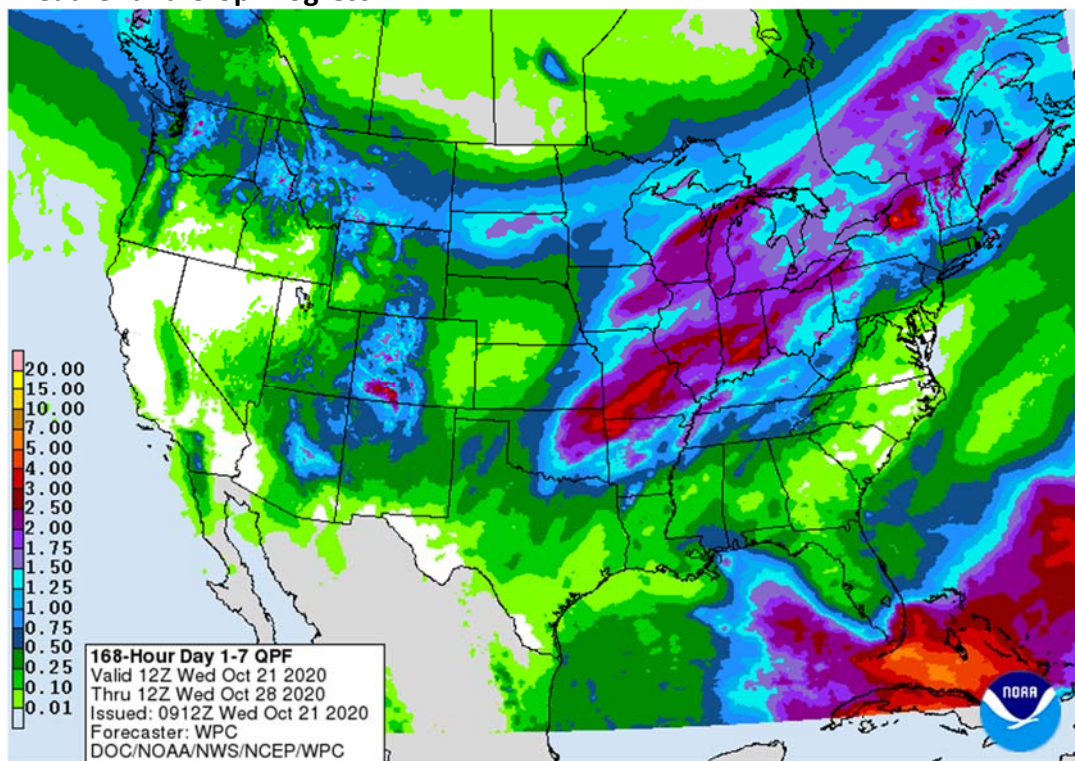 20.00
15.00
10.00
7.00
5.00
4.00
3.00
2.50
2.00
1.75
1.50
1.25
1.00
0.75
0.50
0.25
0.10
0.01
168-Hour Day 1-7 QPF
Valid 12Z Wed Oct 21 2020
Thru 12Z Wed Oct 28 2020
Issued: 0912Z Wed Oct 21 2020
Forecaster: WPC
DOC/NOAA/NWS/NCEP/WPC
NOAA